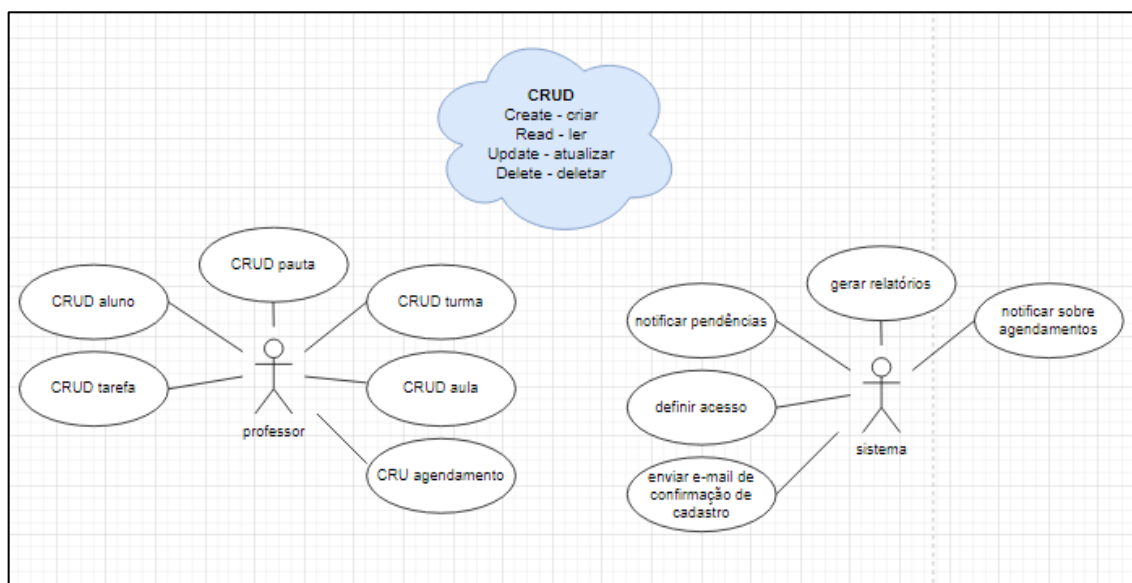 CRUD
Create - criar
Read - ler
Update - atualizar
Delete - deletar
CRUD pauta
CRUD aluno
CRUD turma
CRUD tarefa
CRUD aula
professor
CRU agendamento
gerar relatórios
notificar pendências
notificar sobre
agendamentos
definir acesso
sistema
enviar e-mail de
confirmação de
cadastro